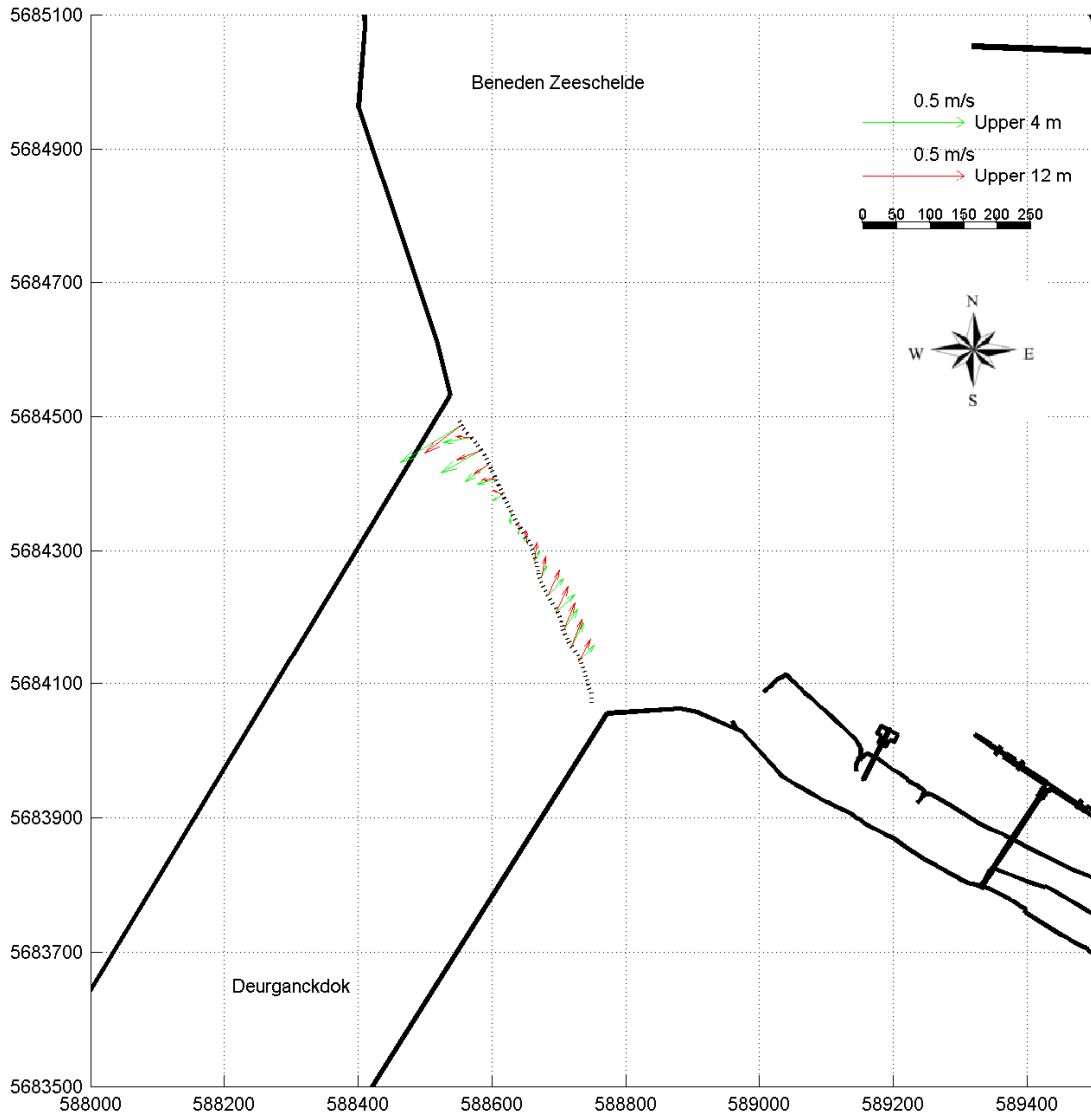 5685100
Beneden Zeeschelde
0.5 m/s
Upper 4 m
5684900
0.5 m/s
Upper 12 m
0 50 100 150 200 250
5684700
N
W E
S
5684500
5684300
5684100
5683900
5683700
Deurganckdok
5683500
588000 588200 588400 588600 588800 589000 589200 589400